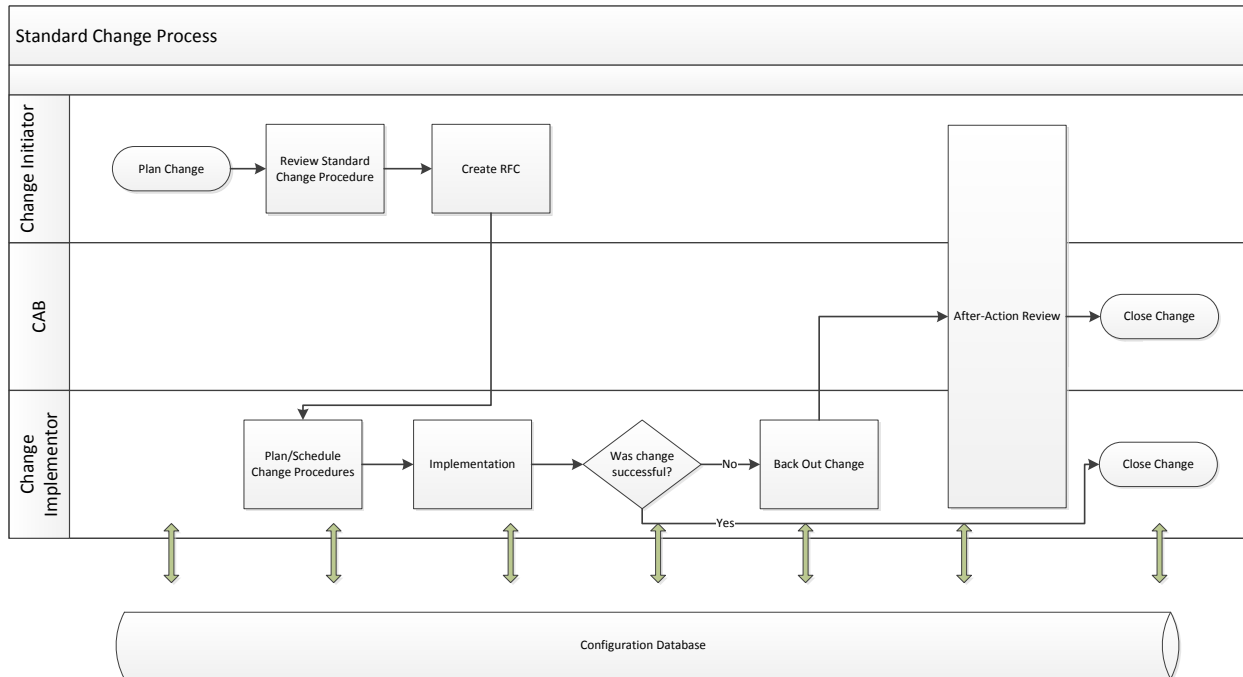 Standard Change Process
Change Initiator
Plan Change
Review Standard
Change Procedure
Create RFC
CAB
After-Action Review
Close Change
Change
Implementor
Plan/Schedule
Change Procedures
Implementation
Was change
successful?
No
Back Out Change
Close Change
Yes
Configuration Database